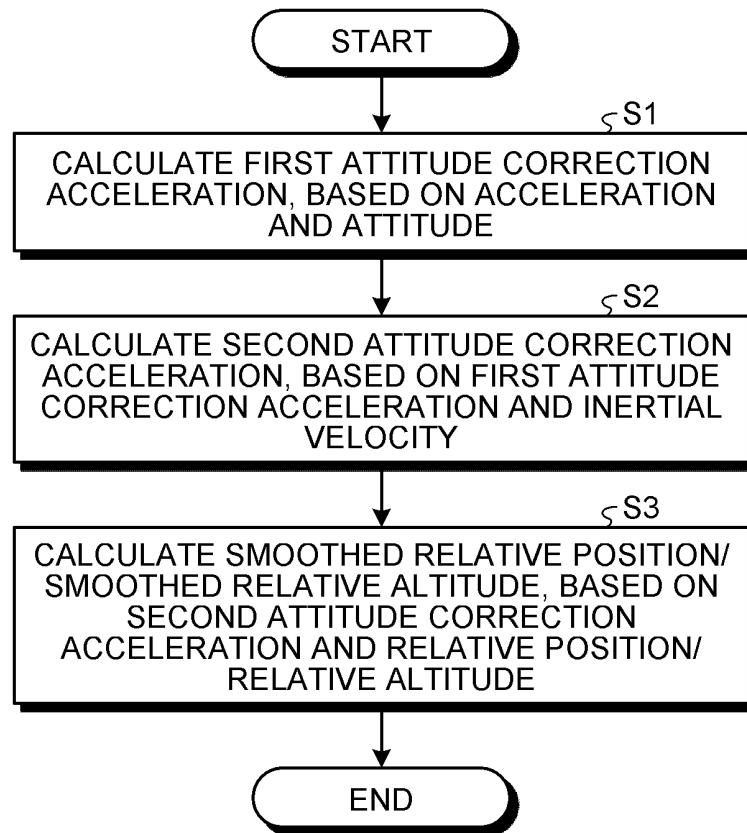 START
S1
CALCULATE FIRST ATTITUDE CORRECTION
ACCELERATION, BASED ON ACCELERATION
AND ATTITUDE
S2
CALCULATE SECOND ATTITUDE CORRECTION
ACCELERATION, BASED ON FIRST ATTITUDE
CORRECTION ACCELERATION AND INERTIAL
VELOCITY
S3
CALCULATE SMOOTHED RELATIVE POSITION/
SMOOTHED RELATIVE ALTITUDE, BASED ON
SECOND ATTITUDE CORRECTION
ACCELERATION AND RELATIVE POSITION/
RELATIVE ALTITUDE
END